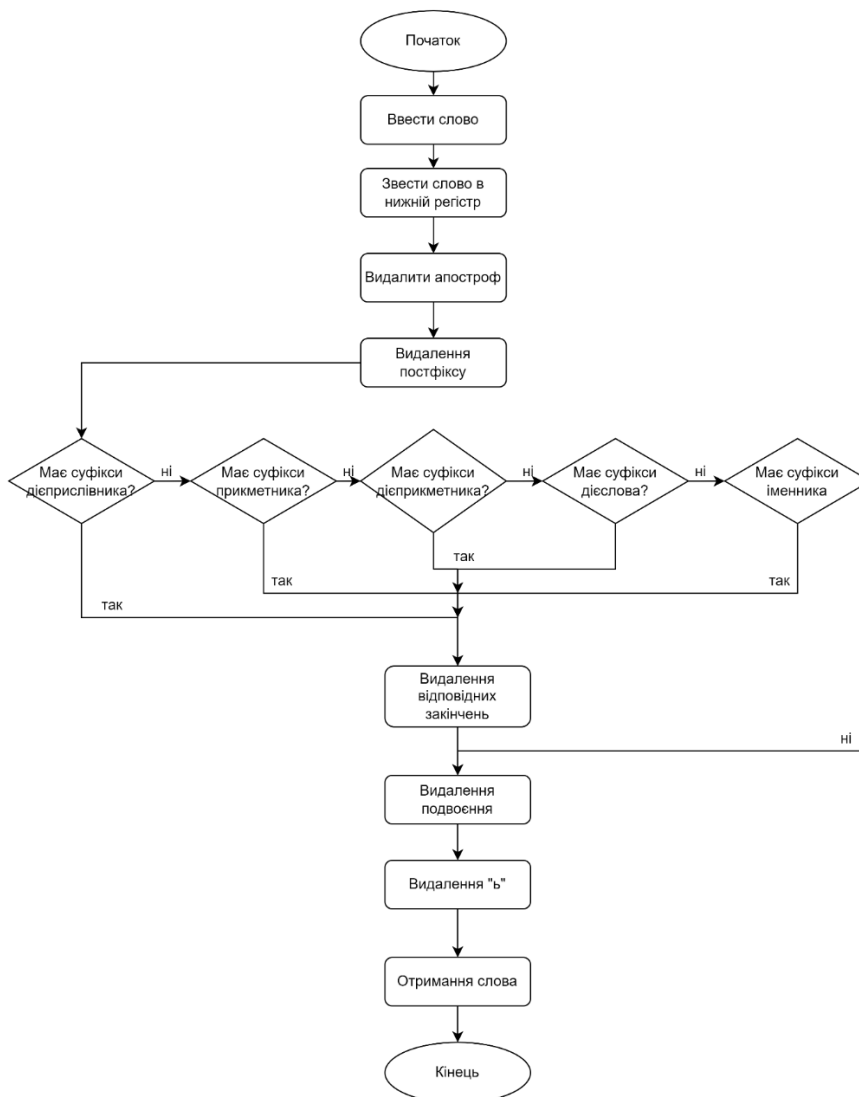 Початок
Ввести слово
Звести слово в
нижній регістр
Видалити апостроф
Видалення
постфіксу
Має суфікси
дієприслівника?
ні
Має суфікси
прикметника?
ні
Має суфікси
дієприкметника?
ні
Має суфікси
дієслова?
ні
Має суфікси
іменника
так
так
так
так
Видалення
відповідних
закінчень
ні
Видалення
подвоєння
Видалення "ь"
Отримання слова
Кінець